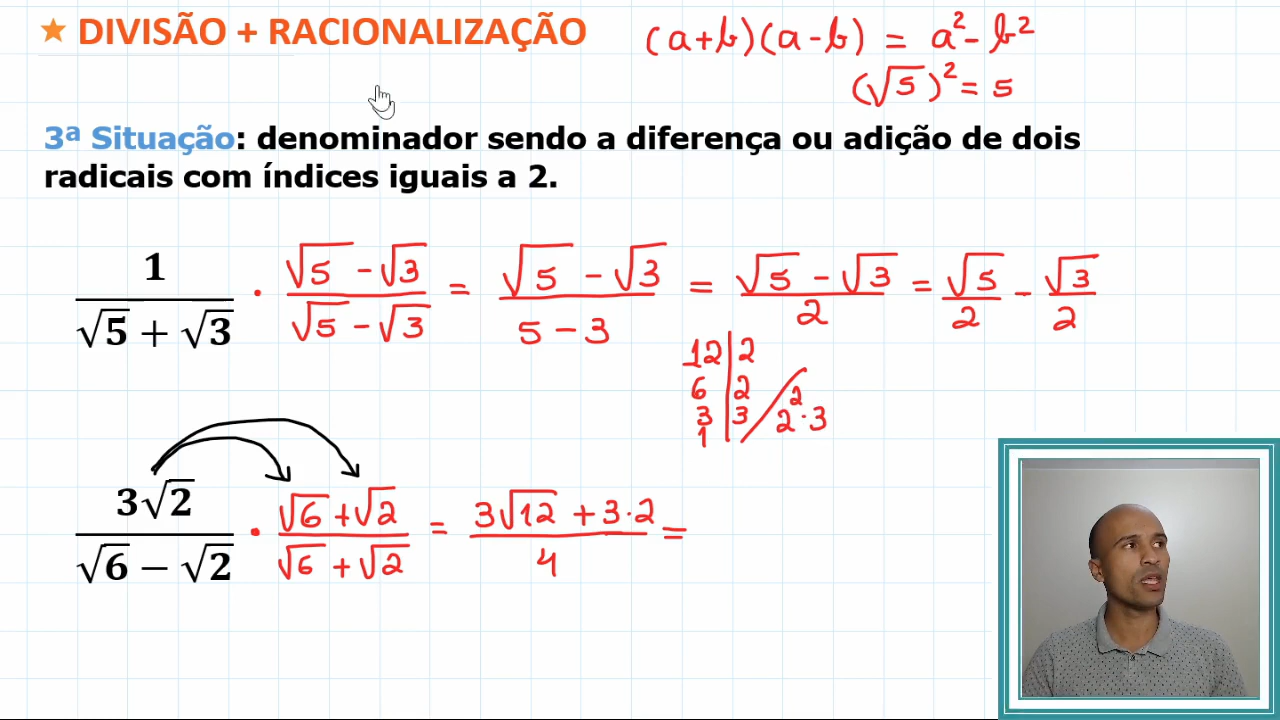 DIVISÃO + RACIONALIZAÇÃO
(a+b)(a-b) = a² - b²
(√5)² = 5
3ª Situação: denominador sendo a diferença ou adição de dois
radicais com índices iguais a 2.
1/(√5 + √3) · (√5 - √3)/(√5 - √3) = (√5 - √3)/(5 - 3) = (√5 - √3)/2 = √5/2 - √3/2
12|2
6|2
3|3 / 2²·3
1
3√2/(√6 − √2) · (√6 + √2)/(√6 + √2) = (3√12 + 3·2)/4 =